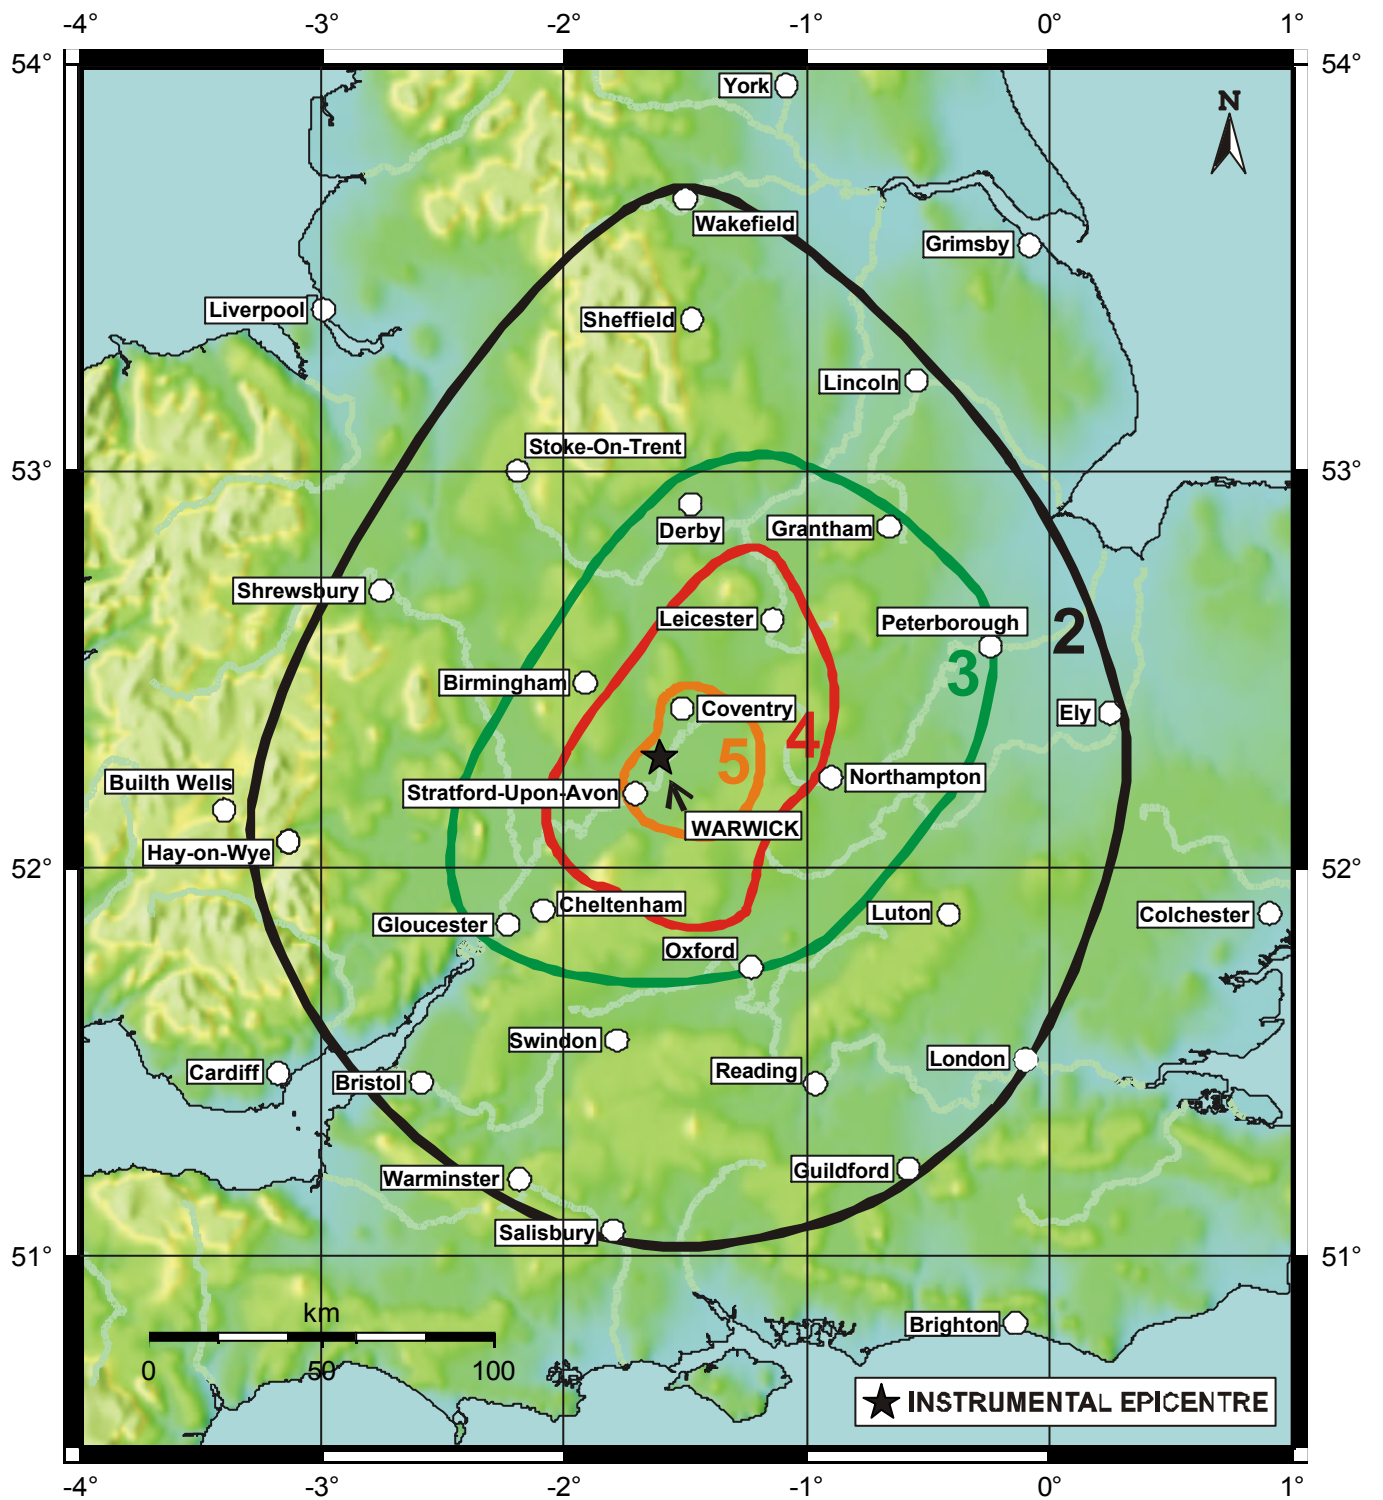 -4° -3° -2° -1° 0° 1°
54° 54°
York
N
Wakefield
Grimsby
Liverpool
Sheffield
Lincoln
Stoke-On-Trent
53° 53°
Derby
Grantham
Shrewsbury
Leicester
Peterborough
2
3
Birmingham
Coventry
Ely
4
5
Builth Wells
Stratford-Upon-Avon
Northampton
WARWICK
Hay-on-Wye
52° 52°
Cheltenham
Gloucester
Luton
Colchester
Oxford
Swindon
London
Cardiff
Bristol
Reading
Warminster
Guildford
Salisbury
51° 51°
km
0 50 100
Brighton
INSTRUMENTAL EPICENTRE
-4° -3° -2° -1° 0° 1°